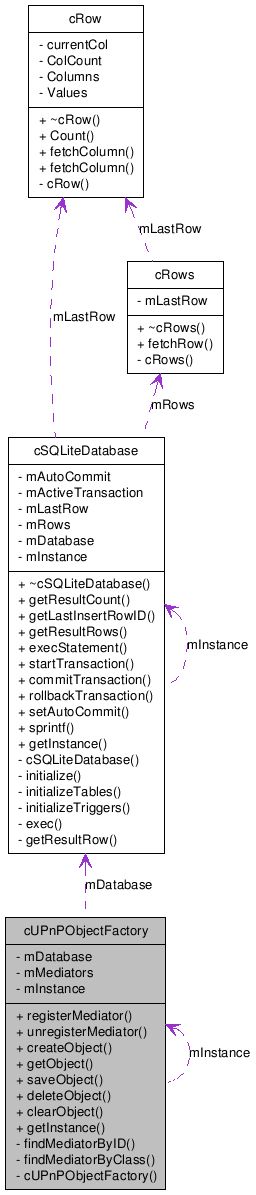 cRow
- currentCol
- ColCount
- Columns
- Values
+ ~cRow()
+ Count()
+ fetchColumn()
+ fetchColumn()
- cRow()
mLastRow
cRows
- mLastRow
+ ~cRows()
+ fetchRow()
- cRows()
mLastRow
mRows
cSQLiteDatabase
- mAutoCommit
- mActiveTransaction
- mLastRow
- mRows
- mDatabase
- mInstance
+ ~cSQLiteDatabase()
+ getResultCount()
+ getLastInsertRowID()
+ getResultRows()
+ execStatement()
+ startTransaction()
+ commitTransaction()
+ rollbackTransaction()
+ setAutoCommit()
+ sprintf()
+ getInstance()
- cSQLiteDatabase()
- initialize()
- initializeTables()
- initializeTriggers()
- exec()
- getResultRow()
mInstance
mDatabase
cUPnPObjectFactory
- mDatabase
- mMediators
- mInstance
+ registerMediator()
+ unregisterMediator()
+ createObject()
+ getObject()
+ saveObject()
+ deleteObject()
+ clearObject()
+ getInstance()
- findMediatorByID()
- findMediatorByClass()
- cUPnPObjectFactory()
mInstance